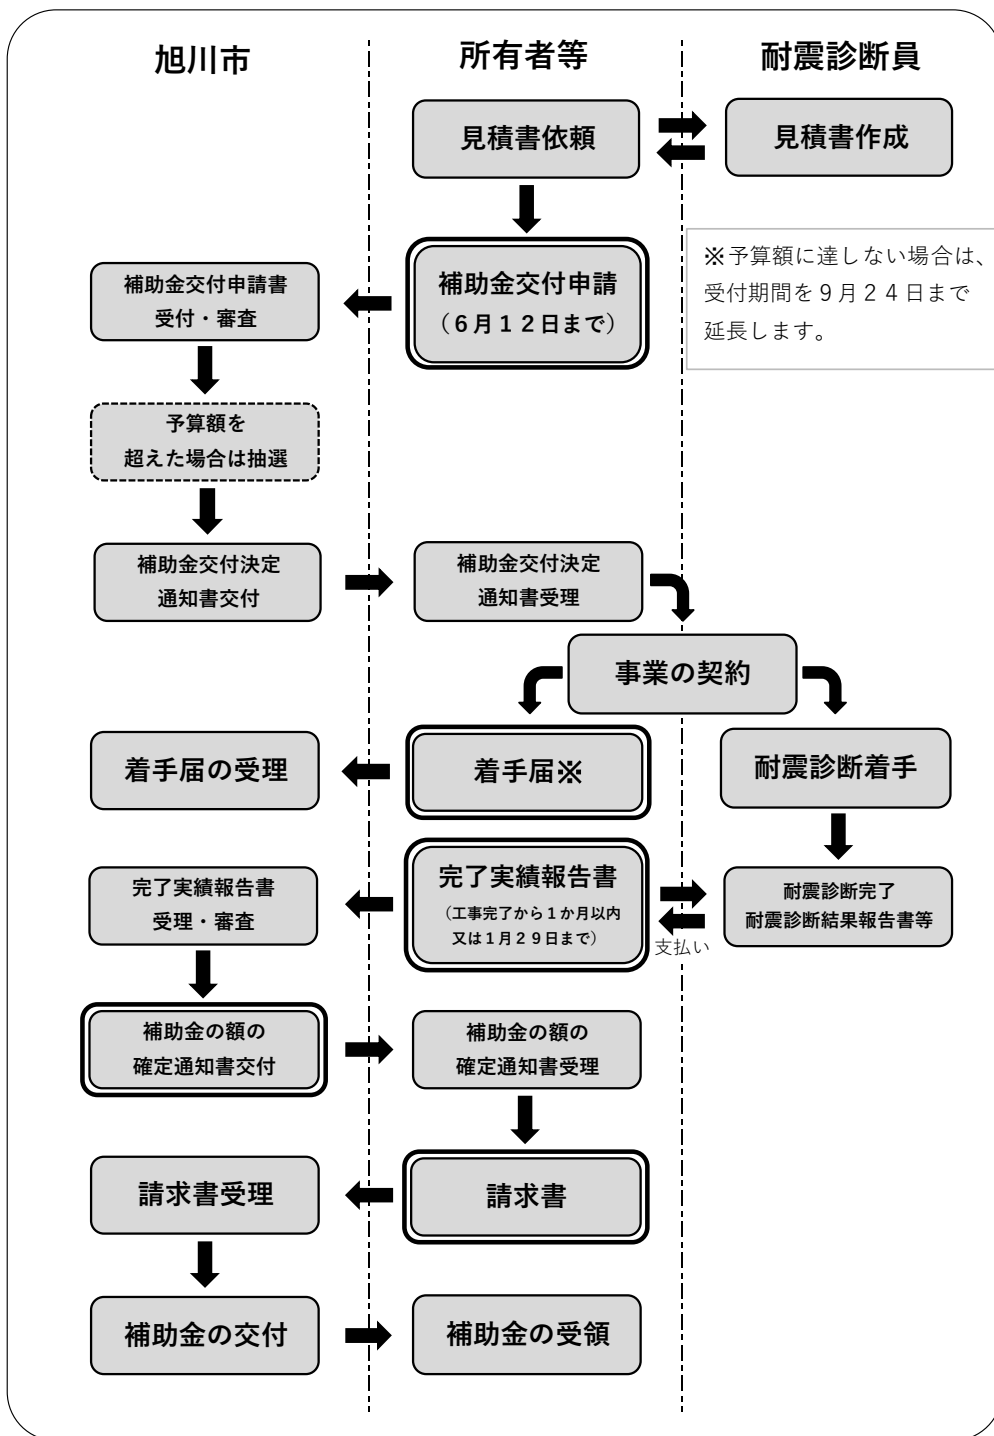 旭川市
所有者等
耐震診断員
見積書依頼
見積書作成
補助金交付申請書
受付・審査
補助金交付申請
（６月１２日まで）
※予算額に達しない場合は、
受付期間を９月２４日まで
延長します。
予算額を
超えた場合は抽選
補助金交付決定
通知書交付
補助金交付決定
通知書受理
事業の契約
着手届の受理
着手届※
耐震診断着手
完了実績報告書
受理・審査
完了実績報告書
（工事完了から１か月以内
又は１月２９日まで）
耐震診断完了
耐震診断結果報告書等
支払い
補助金の額の
確定通知書交付
補助金の額の
確定通知書受理
請求書受理
請求書
補助金の交付
補助金の受領